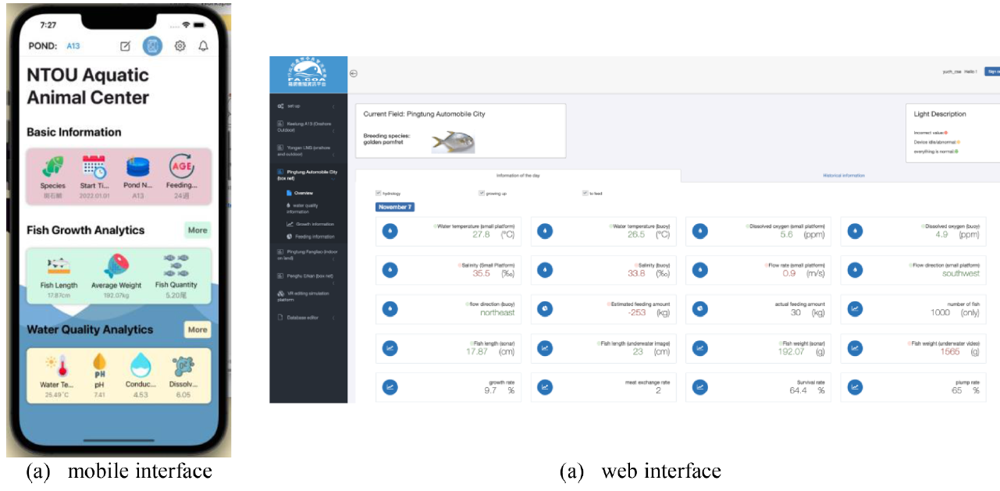 7:27
POND: A13
NTOU Aquatic
Animal Center
Basic Information
Species
Start Ti...
Pond N...
Feeding...
AGE
2022.01.01
A13
24週
Fish Growth Analytics
More
Fish Length
Average Weight
Fish Quantity
17.87cm
192.07kg
5.20尾
Water Quality Analytics
More
pH
Water Te...
pH
Conduc...
Dissolv...
25.49°C
7.41
4.53
6.05
(a) mobile interface
FA.COA
set up
Keelung A13 (Onshore
Outdoor)
Yongan LNG (onshore
and outdoor)
Pingtung Automobile City
(box net)
Overview
water quality
information
Growth information
Feeding information
Pingtung Fangliao (indoor
on land)
Penghu Erkan (box net)
VR editing simulation
platform
Database editor
yuch_cse Hello !
Current Field: Pingtung Automobile City
Breeding species:
golden pomfret
Light Description
Incorrect value:
Device idle/abnormal:
everything is normal:
Information of the day
Historical information
hydrology
growing up
to feed
November 7
Water temperature (small platform)
27.8 (°C)
Water temperature (buoy)
26.5 (°C)
Dissolved oxygen (small platform)
5.6 (ppm)
Dissolved oxygen (buoy)
4.9 (ppm)
Salinity (Small Platform)
35.5 (‰)
Salinity (buoy)
33.8 (‰)
Flow rate (small platform)
0.9 (m/s)
Flow direction (small platform)
southwest
flow direction (buoy)
northeast
Estimated feeding amount
-253 (kg)
actual feeding amount
30 (kg)
number of fish
1000 (only)
Fish length (sonar)
17.87 (cm)
Fish length (underwater image)
23 (cm)
Fish weight (sonar)
192.07 (g)
Fish weight (underwater video)
1565 (g)
growth rate
9.7 %
meat exchange rate
2
Survival rate
64.4 %
plump rate
65 %
(a) web interface